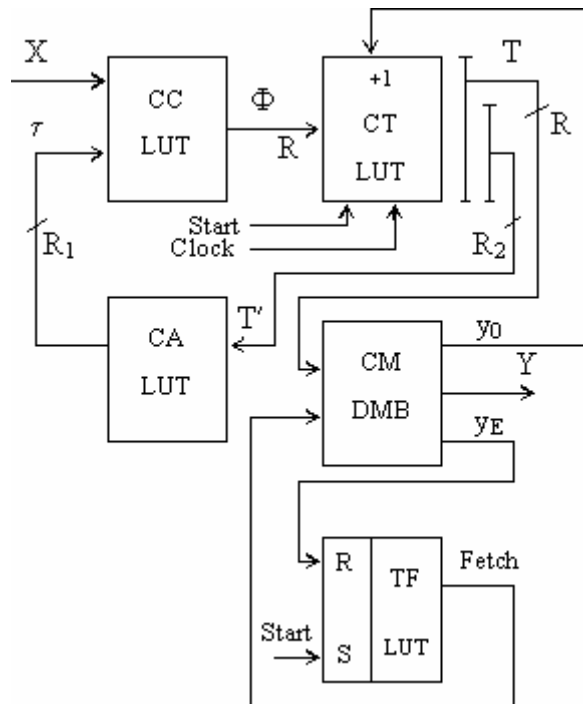 X
CC
LUT
τ
Φ
R
+1
CT
LUT
T
R
Start
Clock
R₁
R₂
T′
CA
LUT
CM
DMB
y₀
Y
yE
R
S
TF
LUT
Fetch
Start